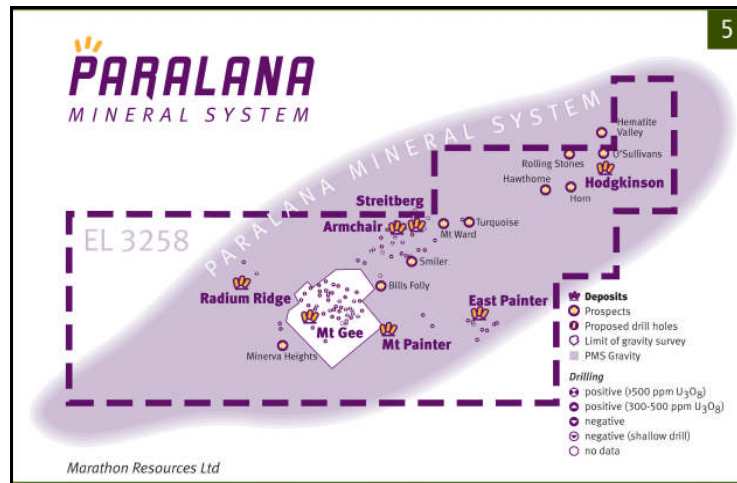 5
PARALANA
MINERAL SYSTEM
PARALANA MINERAL SYSTEM
EL 3258
Hematite
Valley
O'Sullivans
Rolling Stones
Hodgkinson
Hawthorne
Horn
Streitberg
Armchair
Mt Ward
Turquoise
Smiler
Bills Folly
Radium Ridge
East Painter
Mt Gee
Mt Painter
Minerva Heights
Deposits
Prospects
Proposed drill holes
Limit of gravity survey
PMS Gravity
Drilling
positive (>500 ppm U₃O₈)
positive (300-500 ppm U₃O₈)
negative
negative (shallow drill)
no data
Marathon Resources Ltd